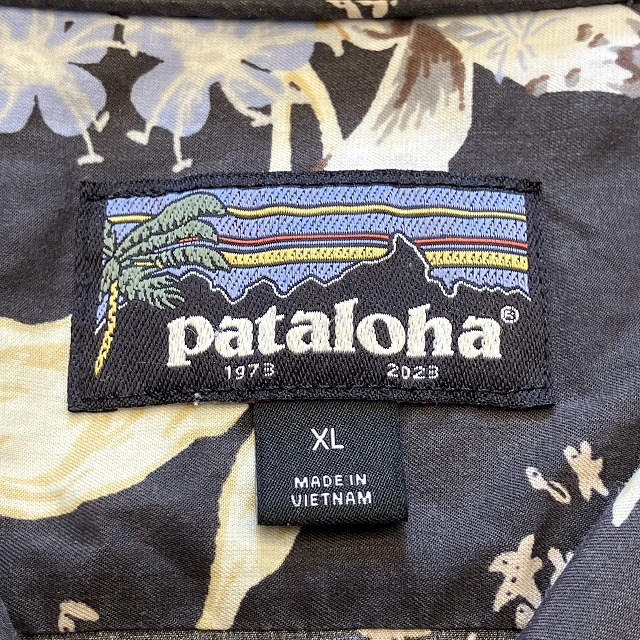 pataloha®
1973 2023
XL
MADE IN
VIETNAM